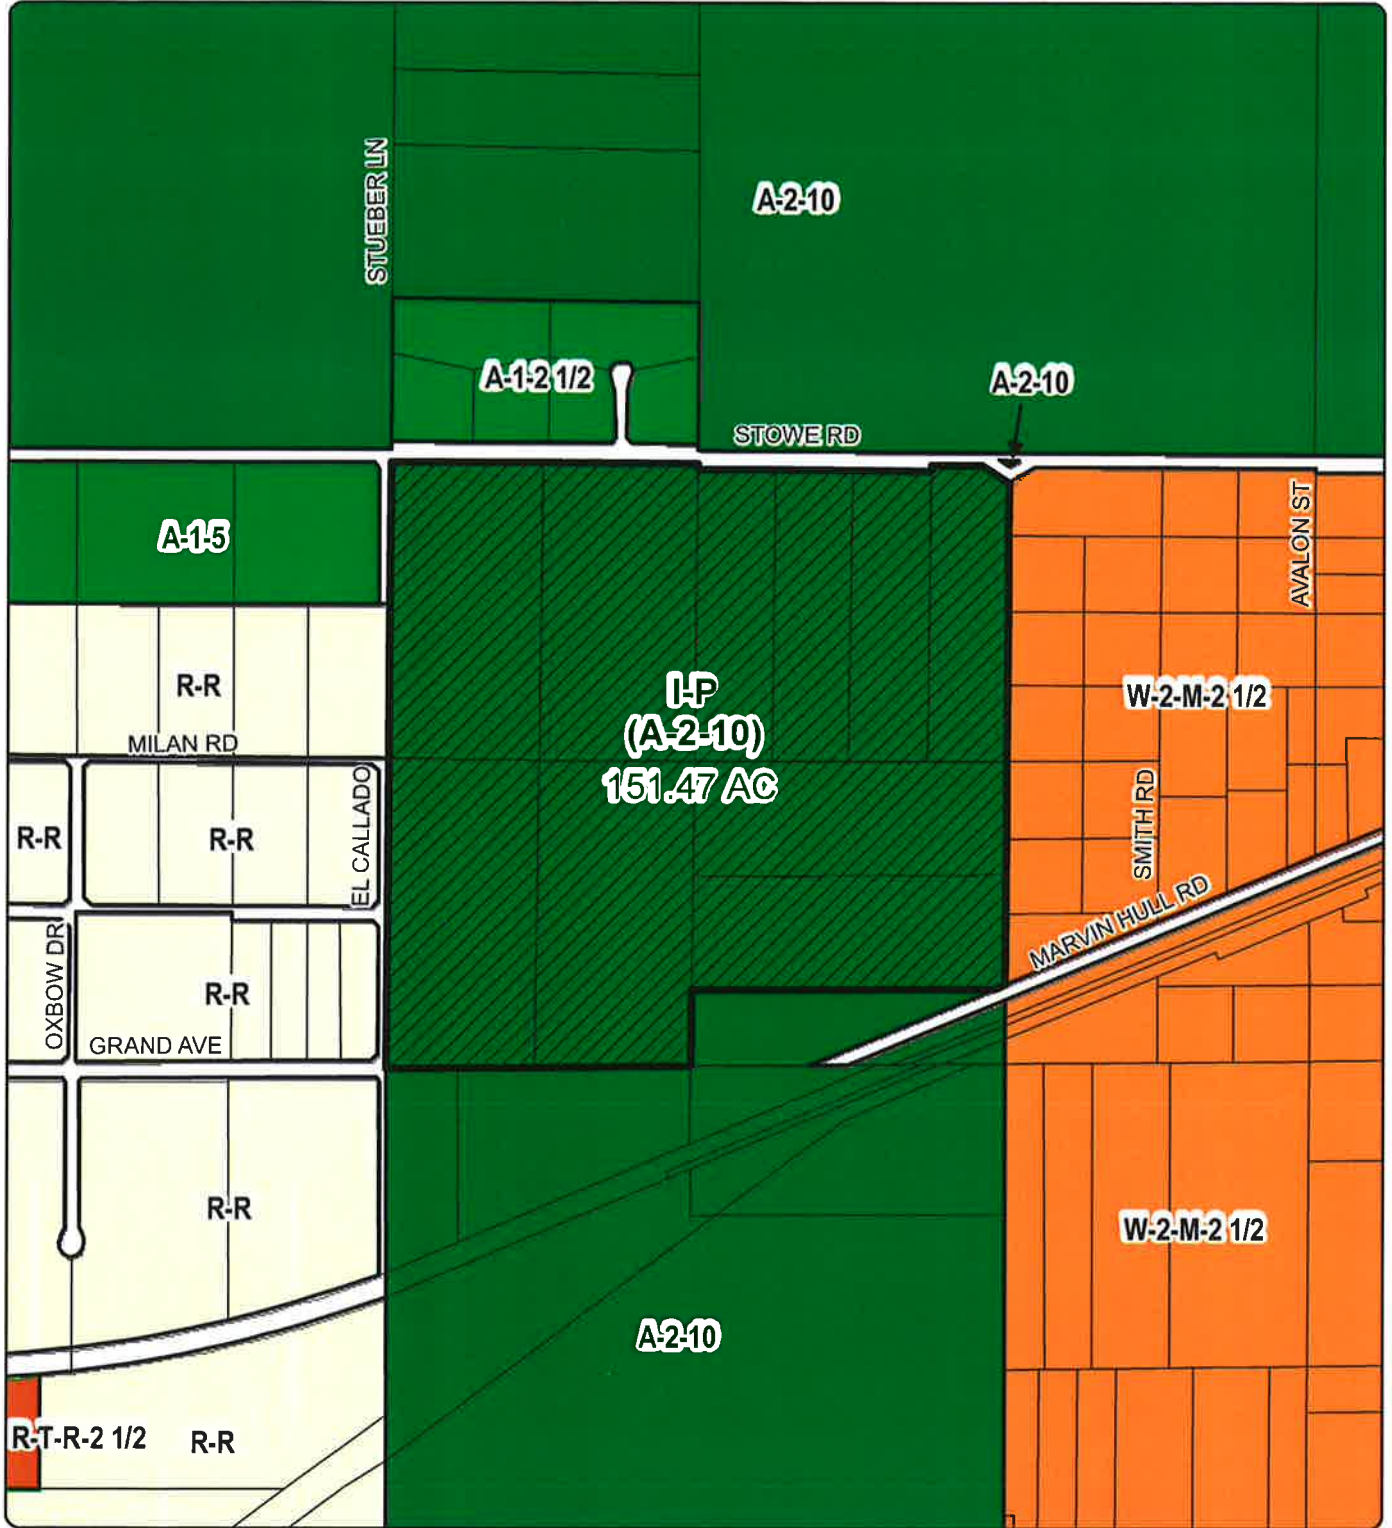 STUEBER LN
A-2-10
A-1-2 1/2
A-2-10
STOWE RD
A-1-5
AVALON ST
R-R
I-P
(A-2-10)
151.47 AC
W-2-M-2 1/2
MILAN RD
R-R
R-R
EL CALLADO
SMITH RD
MARVIN HULL RD
OXBOW DR
R-R
GRAND AVE
R-R
W-2-M-2 1/2
A-2-10
R-T-R-2 1/2
R-R